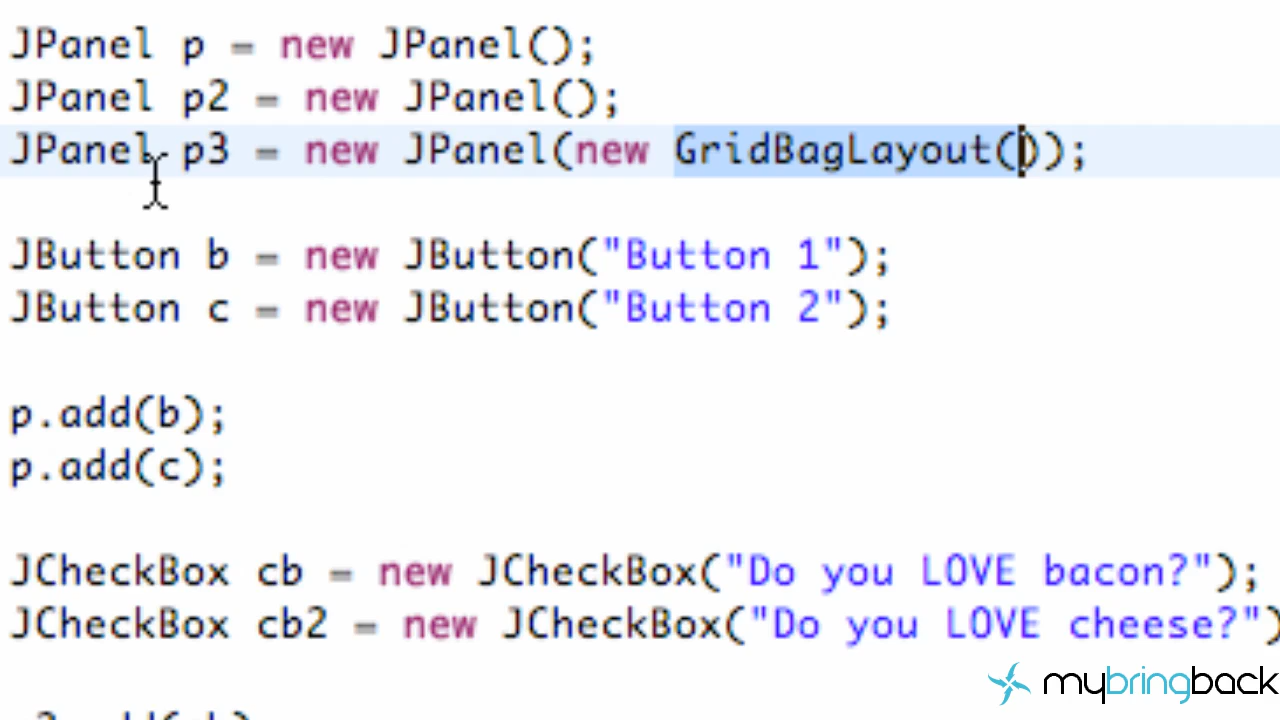 JPanel p = new JPanel();
JPanel p2 = new JPanel();
JPanel p3 = new JPanel(new GridBagLayout());
JButton b = new JButton("Button 1");
JButton c = new JButton("Button 2");
p.add(b);
p.add(c);
JCheckBox cb = new JCheckBox("Do you LOVE bacon?");
JCheckBox cb2 = new JCheckBox("Do you LOVE cheese?")
mybringback